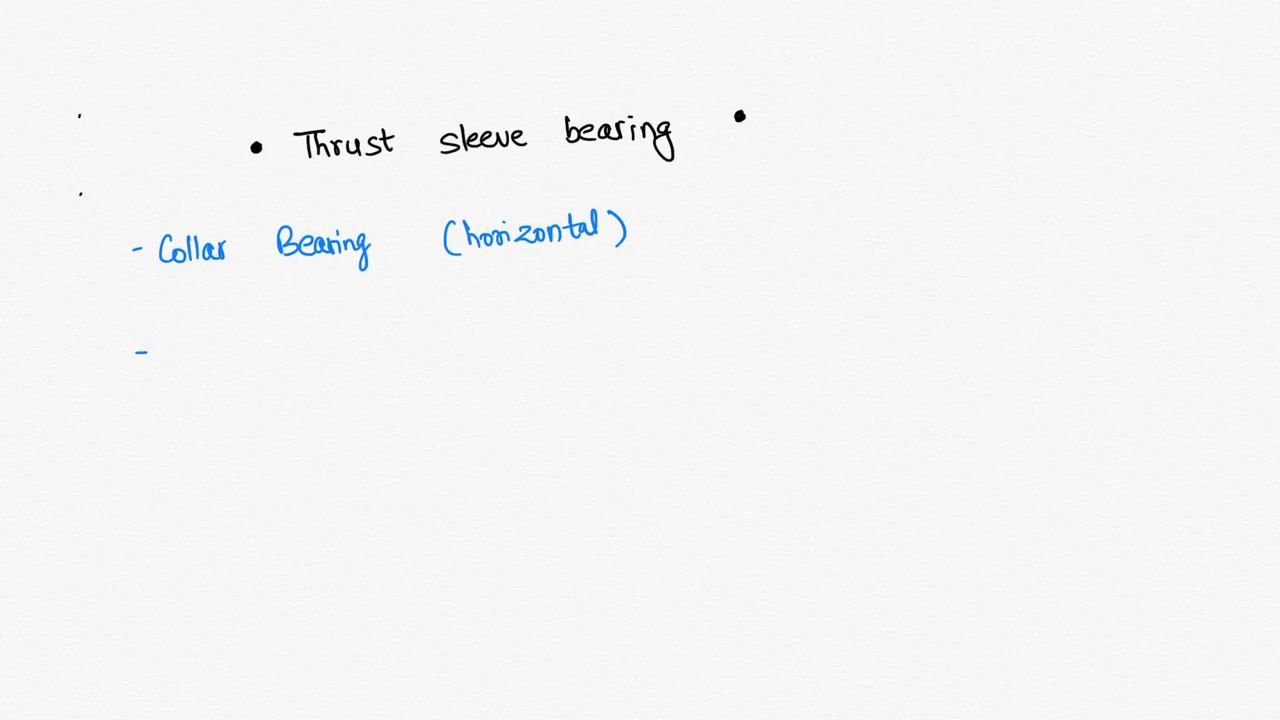 • Thrust sleeve bearing •
- Collar Bearing (horizontal)
-